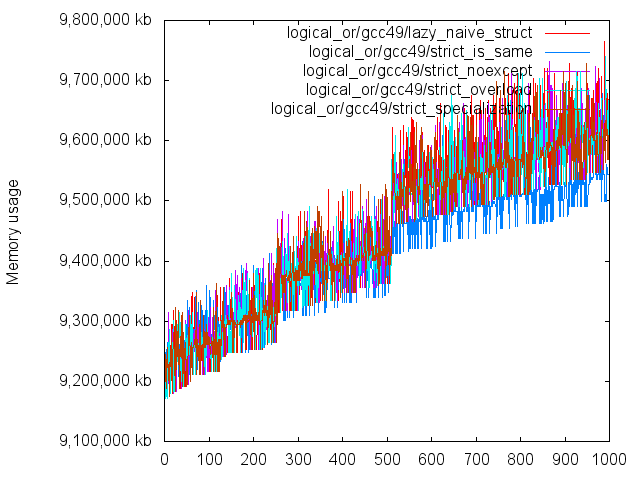 9,800,000 kb
9,700,000 kb
9,600,000 kb
9,500,000 kb
9,400,000 kb
9,300,000 kb
9,200,000 kb
9,100,000 kb
Memory usage
logical_or/gcc49/lazy_naive_struct
logical_or/gcc49/strict_is_same
logical_or/gcc49/strict_noexcept
logical_or/gcc49/strict_overload
logical_or/gcc49/strict_specialization
0 100 200 300 400 500 600 700 800 900 1000